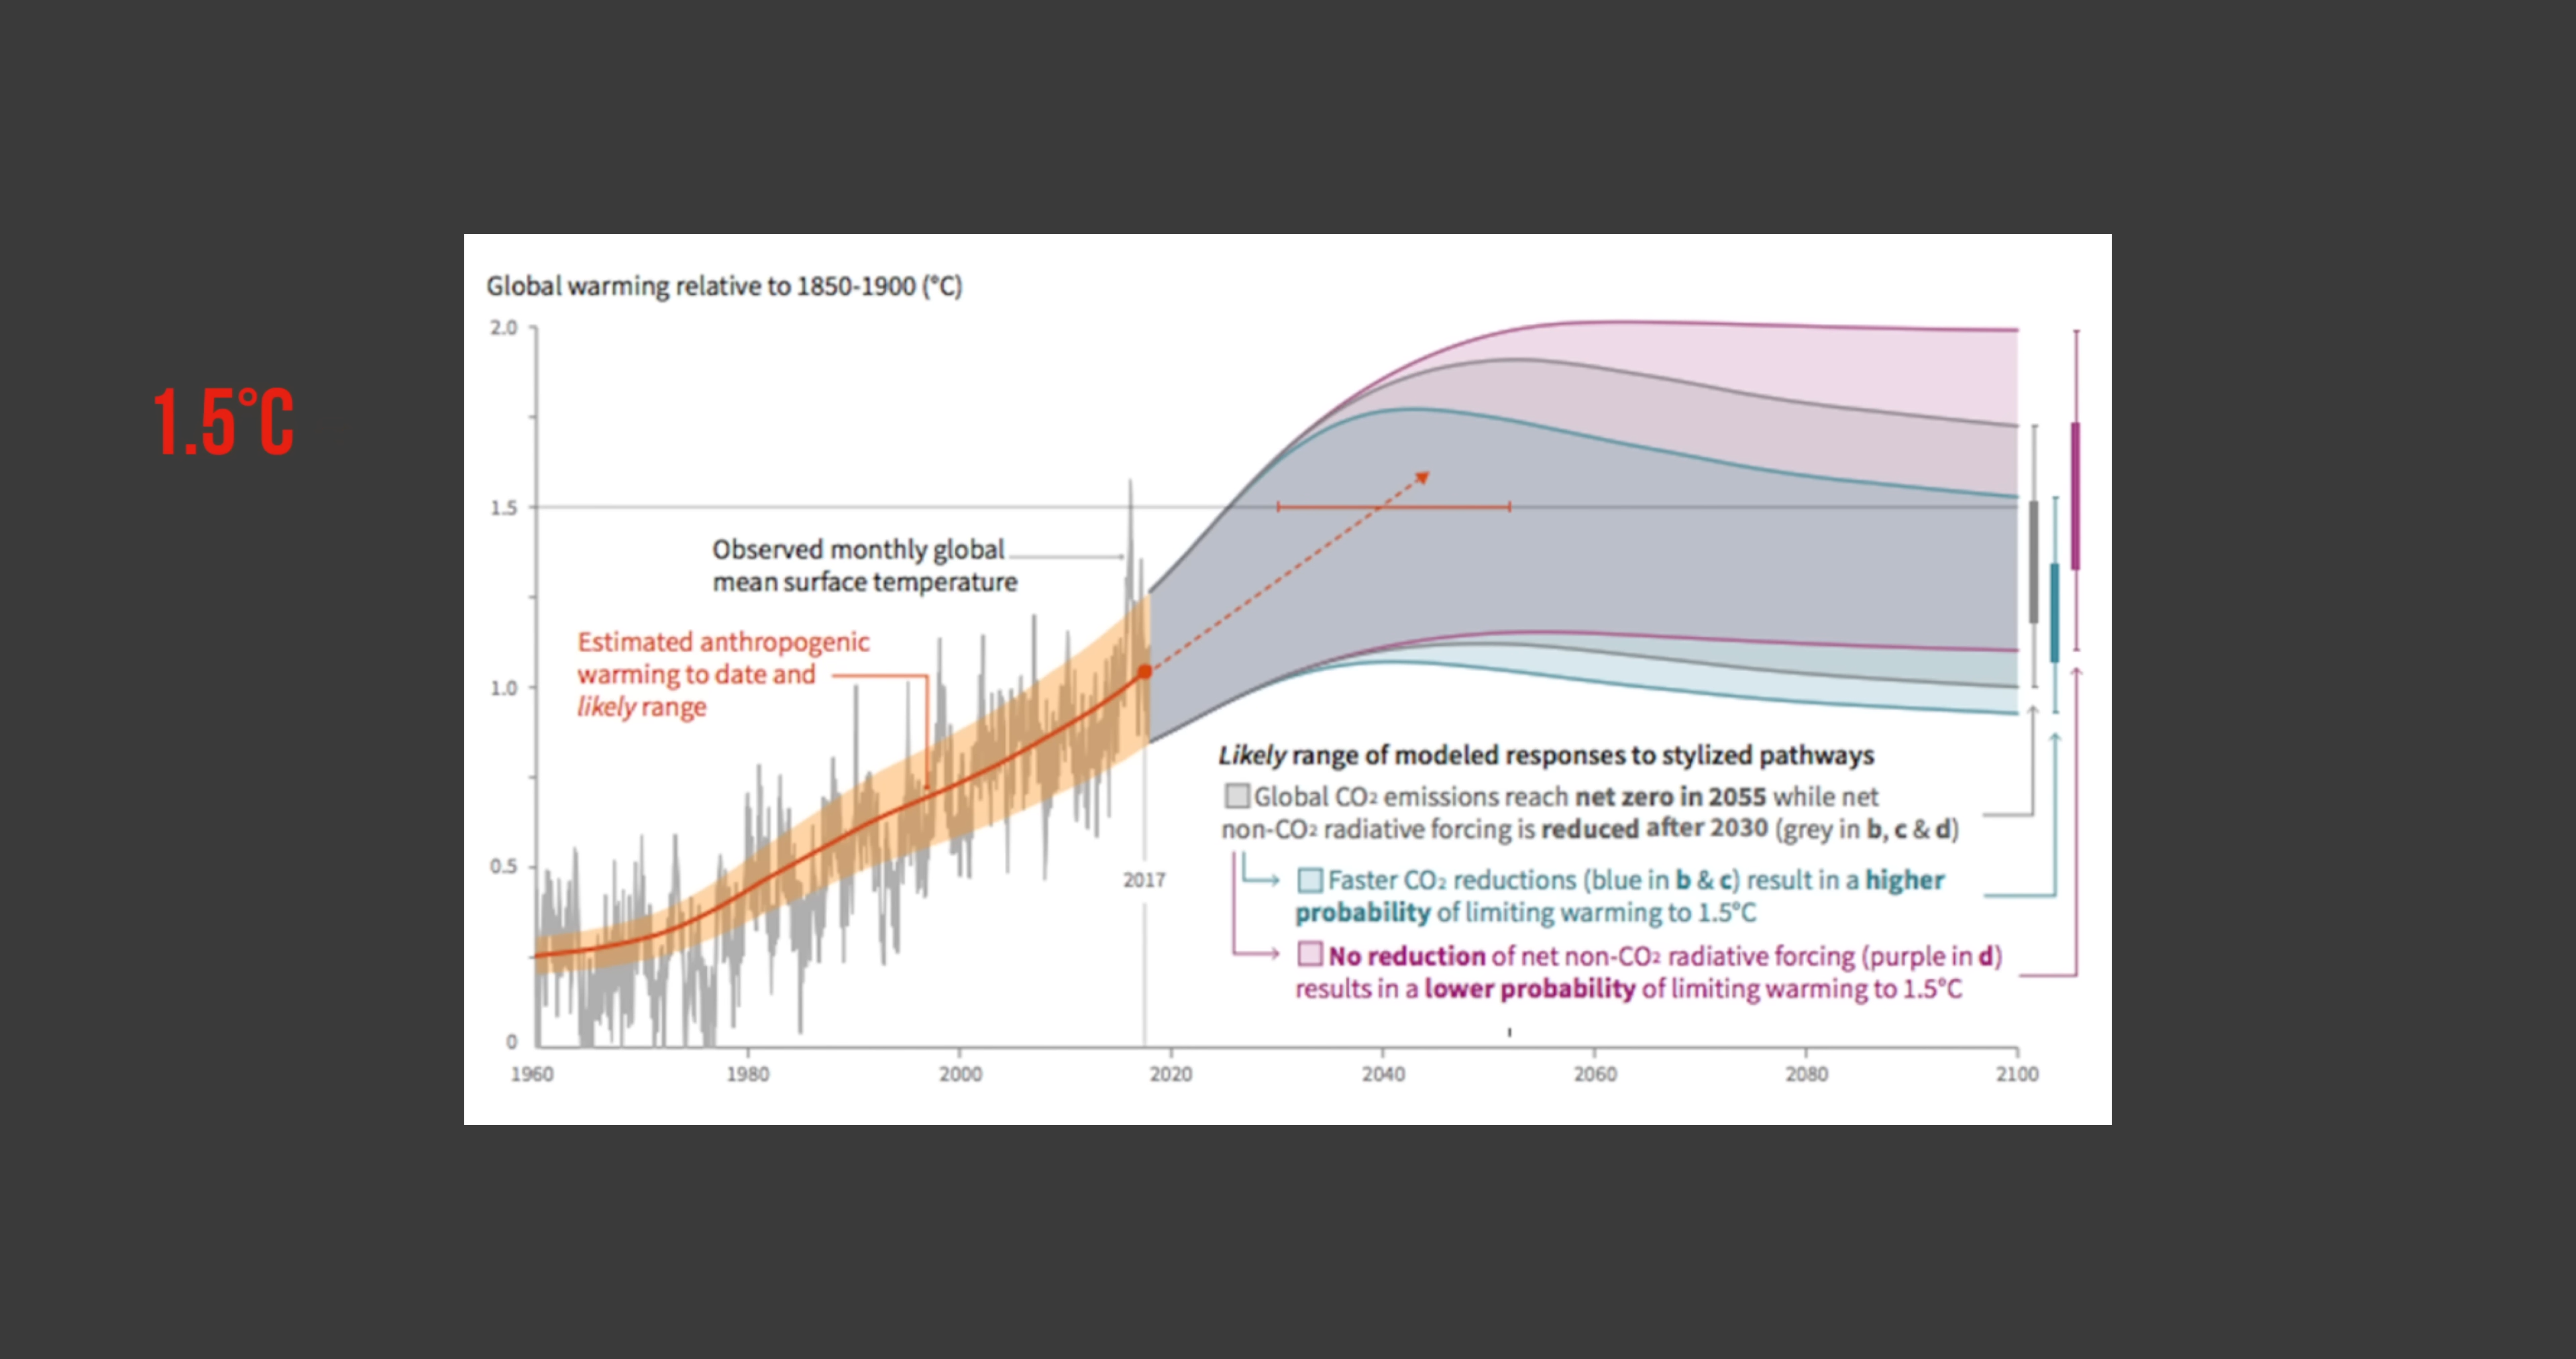 1.5°C
Global warming relative to 1850-1900 (°C)
2.0
1.5
Observed monthly global
mean surface temperature
Estimated anthropogenic
warming to date and
likely range
1.0
0.5
0
2017
Likely range of modeled responses to stylized pathways
Global CO2 emissions reach net zero in 2055 while net
non-CO2 radiative forcing is reduced after 2030 (grey in b, c & d)
Faster CO2 reductions (blue in b & c) result in a higher
probability of limiting warming to 1.5°C
No reduction of net non-CO2 radiative forcing (purple in d)
results in a lower probability of limiting warming to 1.5°C
1960 1980 2000 2020 2040 2060 2080 2100